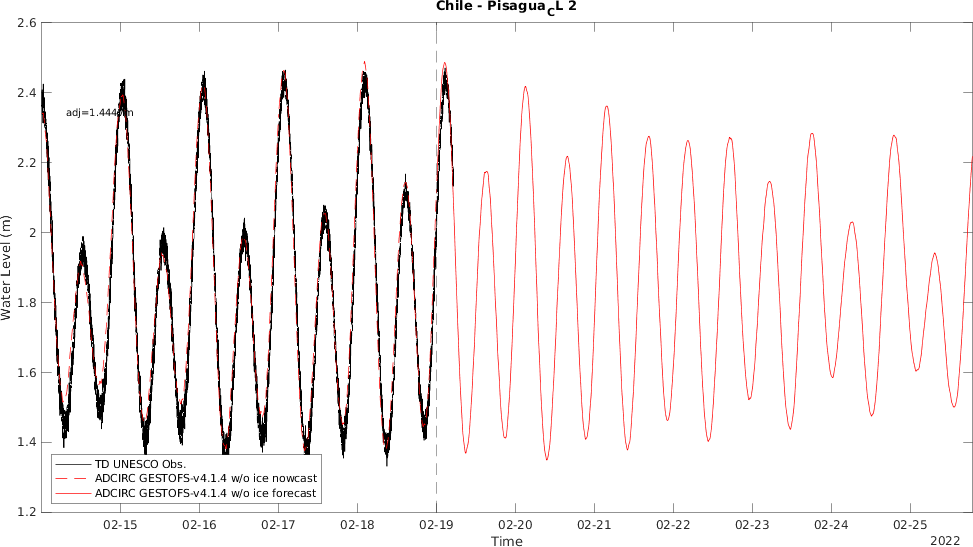 Chile - PisaguaCL 2
2.6
2.4
adj=1.444
2.2
2
1.8
1.6
1.4
1.2
Water Level (m)
TD UNESCO Obs.
ADCIRC GESTOFS-v4.1.4 w/o ice nowcast
ADCIRC GESTOFS-v4.1.4 w/o ice forecast
02-15 02-16 02-17 02-18 02-19 02-20 02-21 02-22 02-23 02-24 02-25
Time
2022